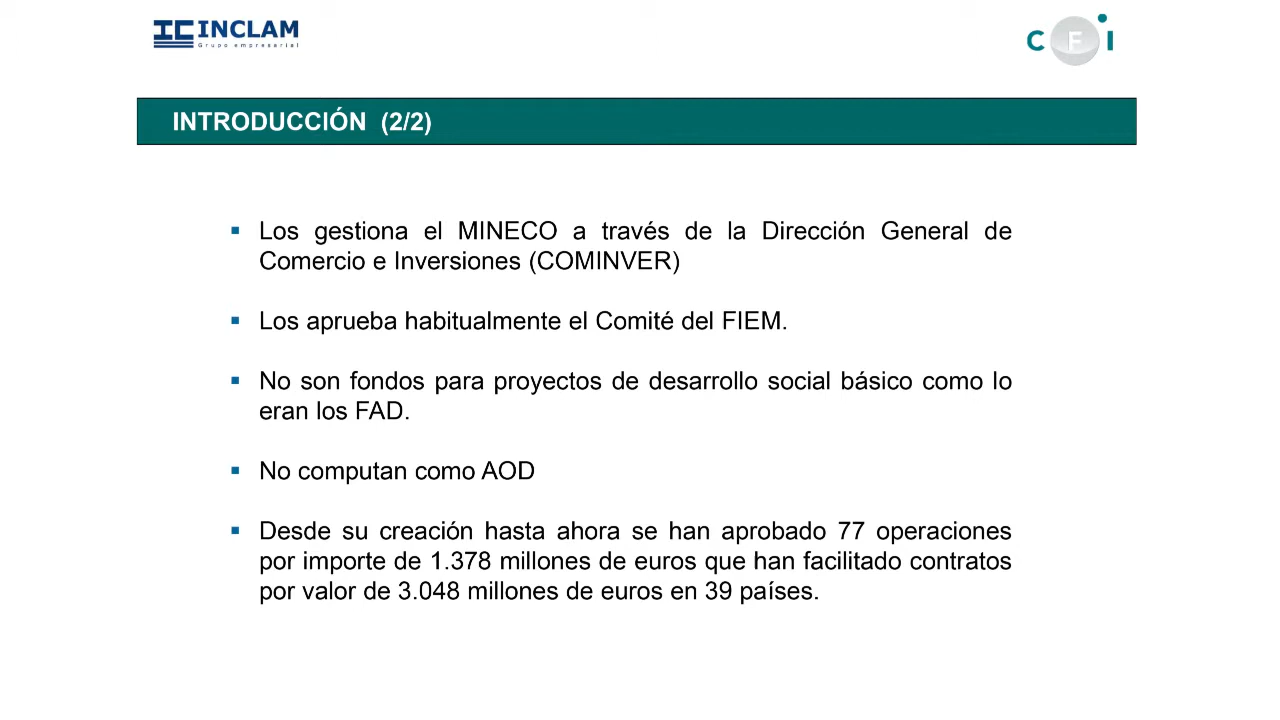 INCLAM
Grupo empresarial
CFi
INTRODUCCIÓN (2/2)
Los gestiona el MINECO a través de la Dirección General de
Comercio e Inversiones (COMINVER)
Los aprueba habitualmente el Comité del FIEM.
No son fondos para proyectos de desarrollo social básico como lo
eran los FAD.
No computan como AOD
Desde su creación hasta ahora se han aprobado 77 operaciones
por importe de 1.378 millones de euros que han facilitado contratos
por valor de 3.048 millones de euros en 39 países.